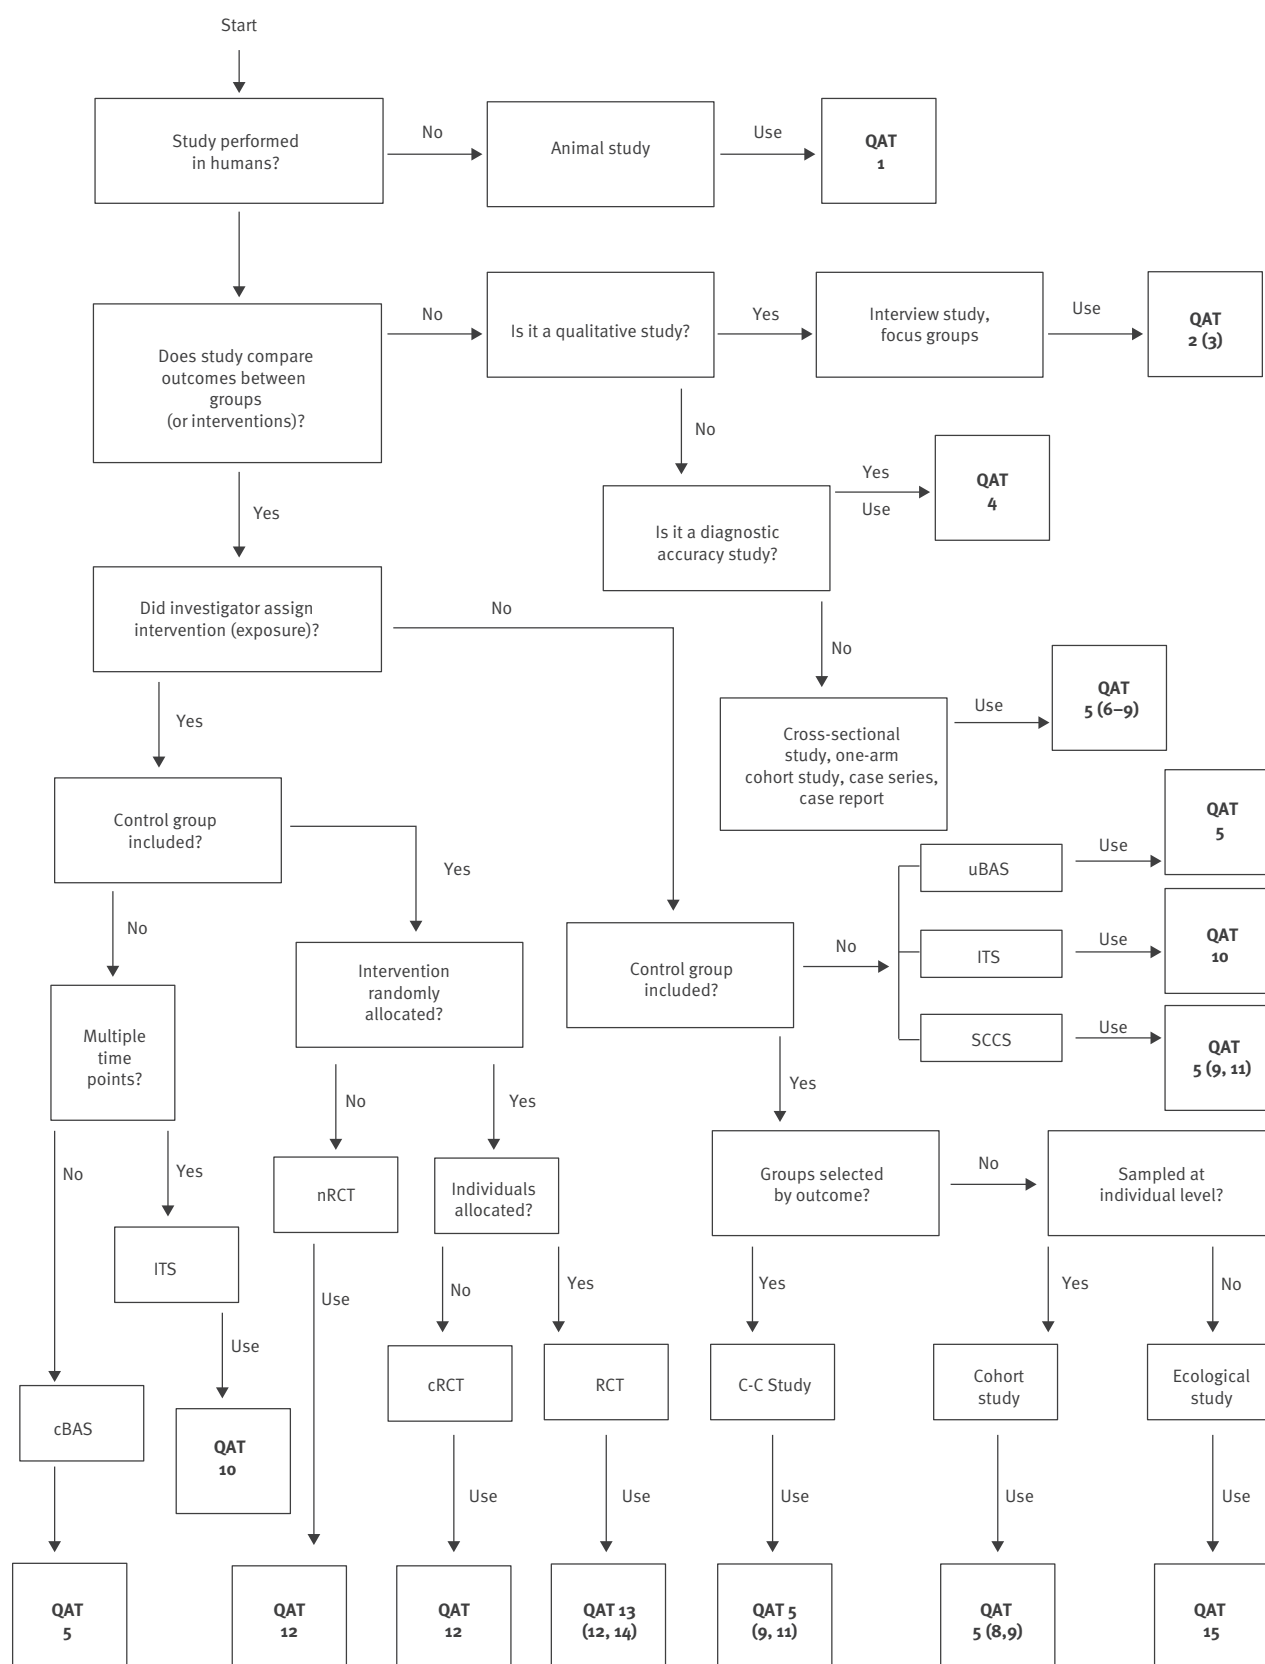 Start
Study performed
in humans?
No
Animal study
Use
QAT
1
Does study compare
outcomes between
groups
(or interventions)?
No
Is it a qualitative study?
Yes
Interview study,
focus groups
Use
QAT
2 (3)
No
Yes
Is it a diagnostic
accuracy study?
Yes
Use
QAT
4
Did investigator assign
intervention (exposure)?
No
No
Yes
Cross-sectional
study, one-arm
cohort study, case series,
case report
Use
QAT
5 (6–9)
Control group
included?
Yes
No
Intervention
randomly
allocated?
Control group
included?
No
uBAS
Use
QAT
5
ITS
Use
QAT
10
SCCS
Use
QAT
5 (9, 11)
Multiple
time
points?
No
Yes
Yes
No
Yes
nRCT
Individuals
allocated?
Groups selected
by outcome?
No
Sampled at
individual level?
ITS
Use
Use
No
Yes
Yes
Yes
No
cBAS
QAT
10
cRCT
RCT
C-C Study
Cohort
study
Ecological
study
Use
Use
Use
Use
Use
QAT
5
QAT
12
QAT
12
QAT 13
(12, 14)
QAT 5
(9, 11)
QAT
5 (8,9)
QAT
15